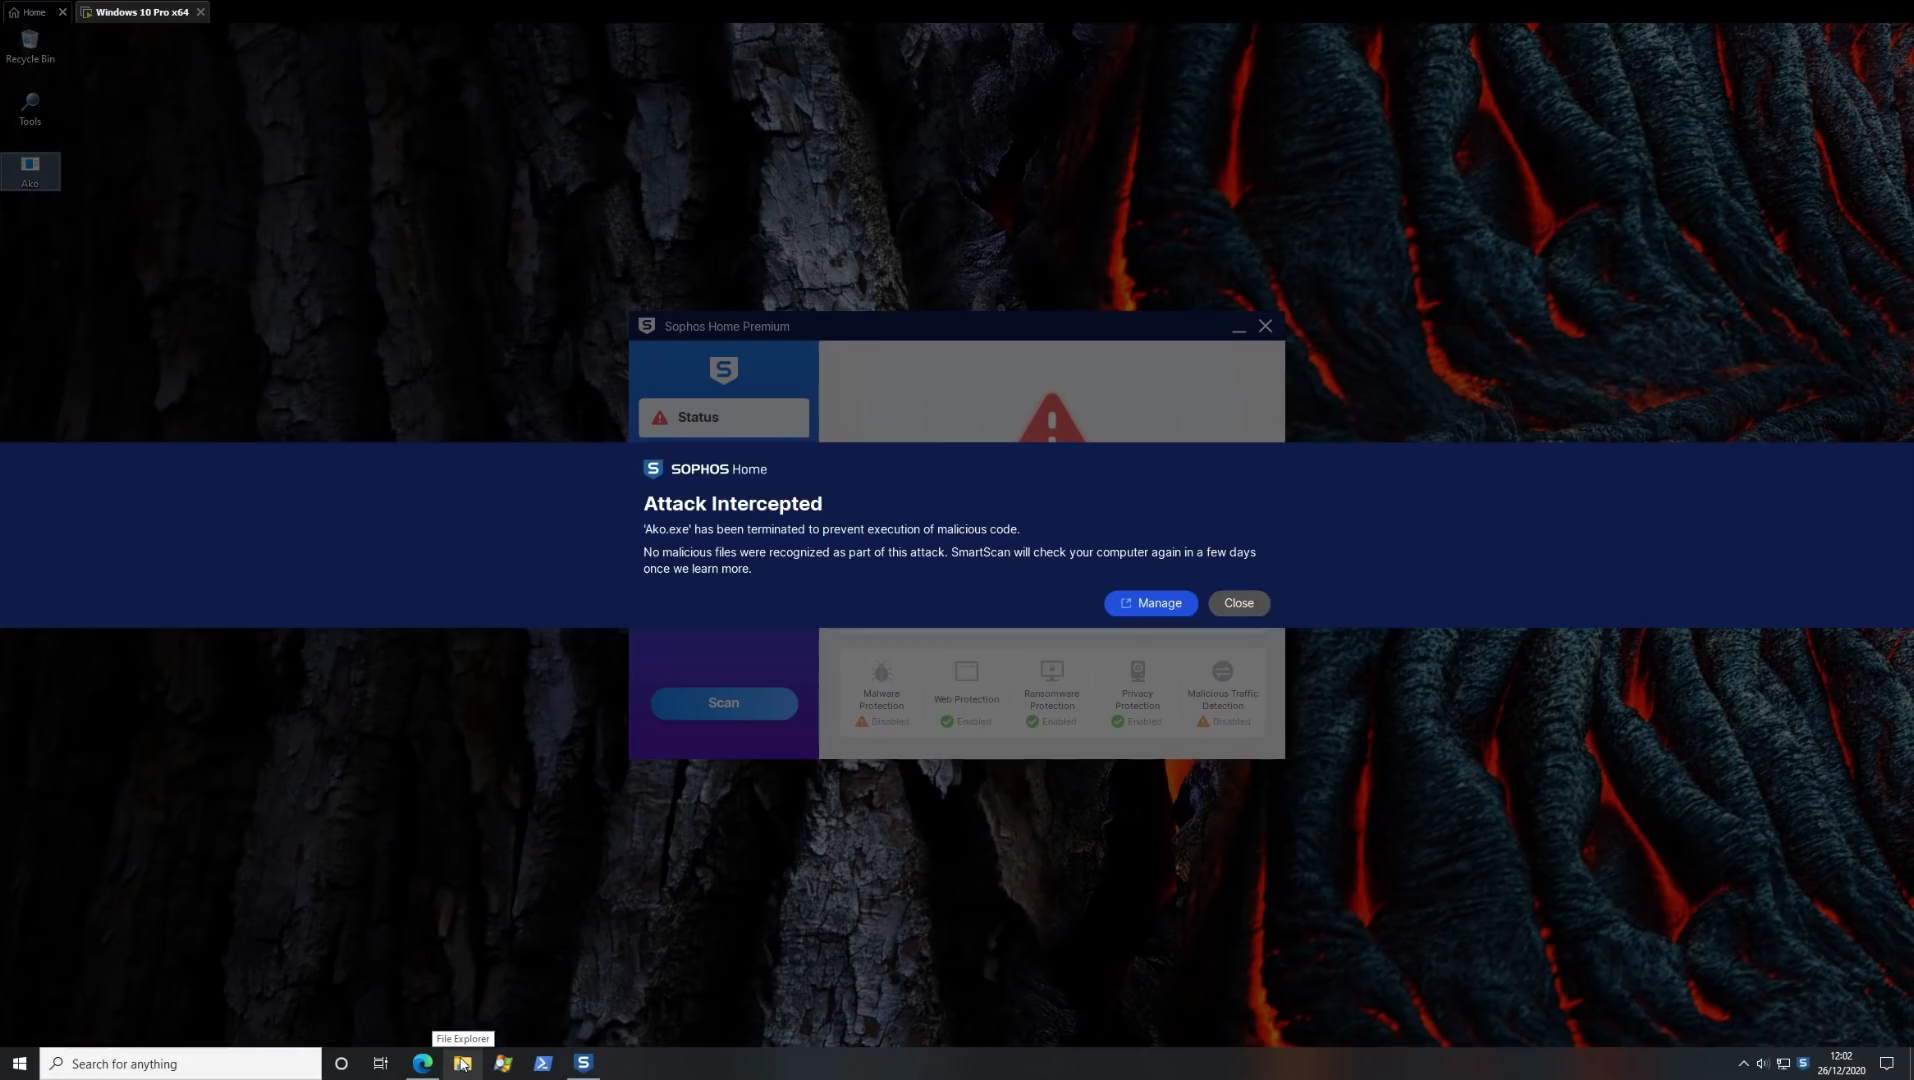 Home
Windows 10 Pro x64
Recycle Bin
Tools
Ako
Sophos Home Premium
S
Status
S SOPHOS Home
Attack Intercepted
'Ako.exe' has been terminated to prevent execution of malicious code.
No malicious files were recognized as part of this attack. SmartScan will check your computer again in a few days
once we learn more.
Manage
Close
Scan
Malware
Protection
Disabled
Web Protection
Enabled
Ransomware
Protection
Enabled
Privacy
Protection
Enabled
Malicious Traffic
Detection
Disabled
File Explorer
Search for anything
S
S
12:02
26/12/2020